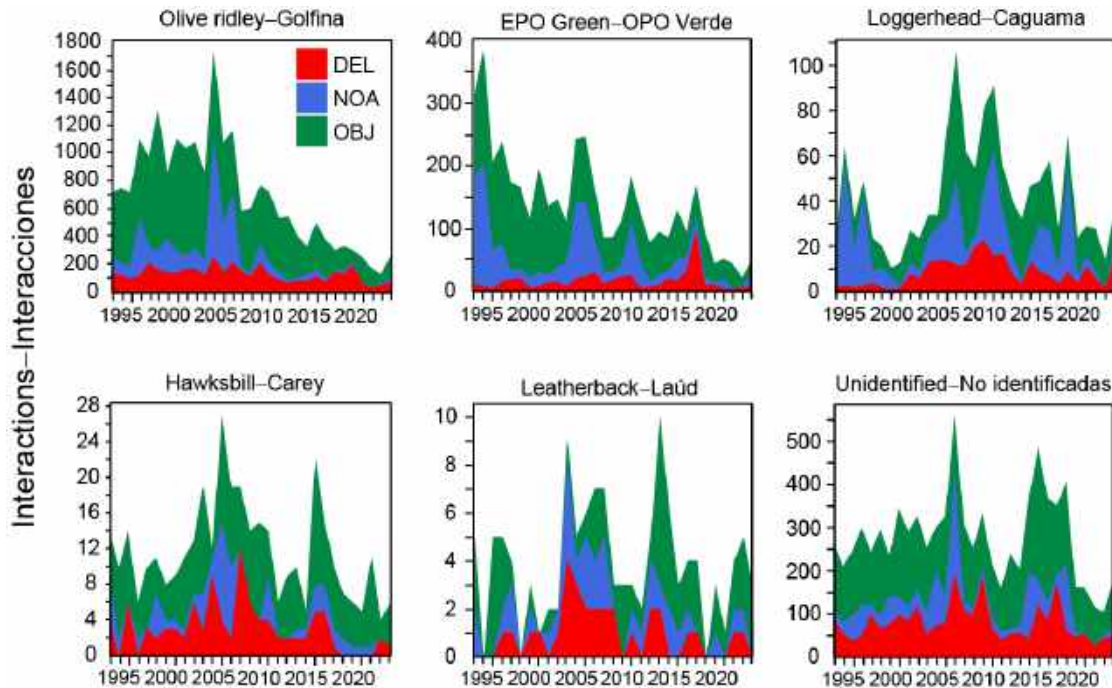 Interactions–Interacciones
Olive ridley–Golfina
1800
1600
1400
1200
1000
800
600
400
200
0
DEL
NOA
OBJ
1995 2000 2005 2010 2015 2020
EPO Green–OPO Verde
400
300
200
100
0
1995 2000 2005 2010 2015 2020
Loggerhead–Caguama
100
80
60
40
20
0
1995 2000 2005 2010 2015 2020
Hawksbill–Carey
28
24
20
16
12
8
4
0
1995 2000 2005 2010 2015 2020
Leatherback–Laúd
10
8
6
4
2
0
1995 2000 2005 2010 2015 2020
Unidentified–No identificadas
500
400
300
200
100
0
1995 2000 2005 2010 2015 2020